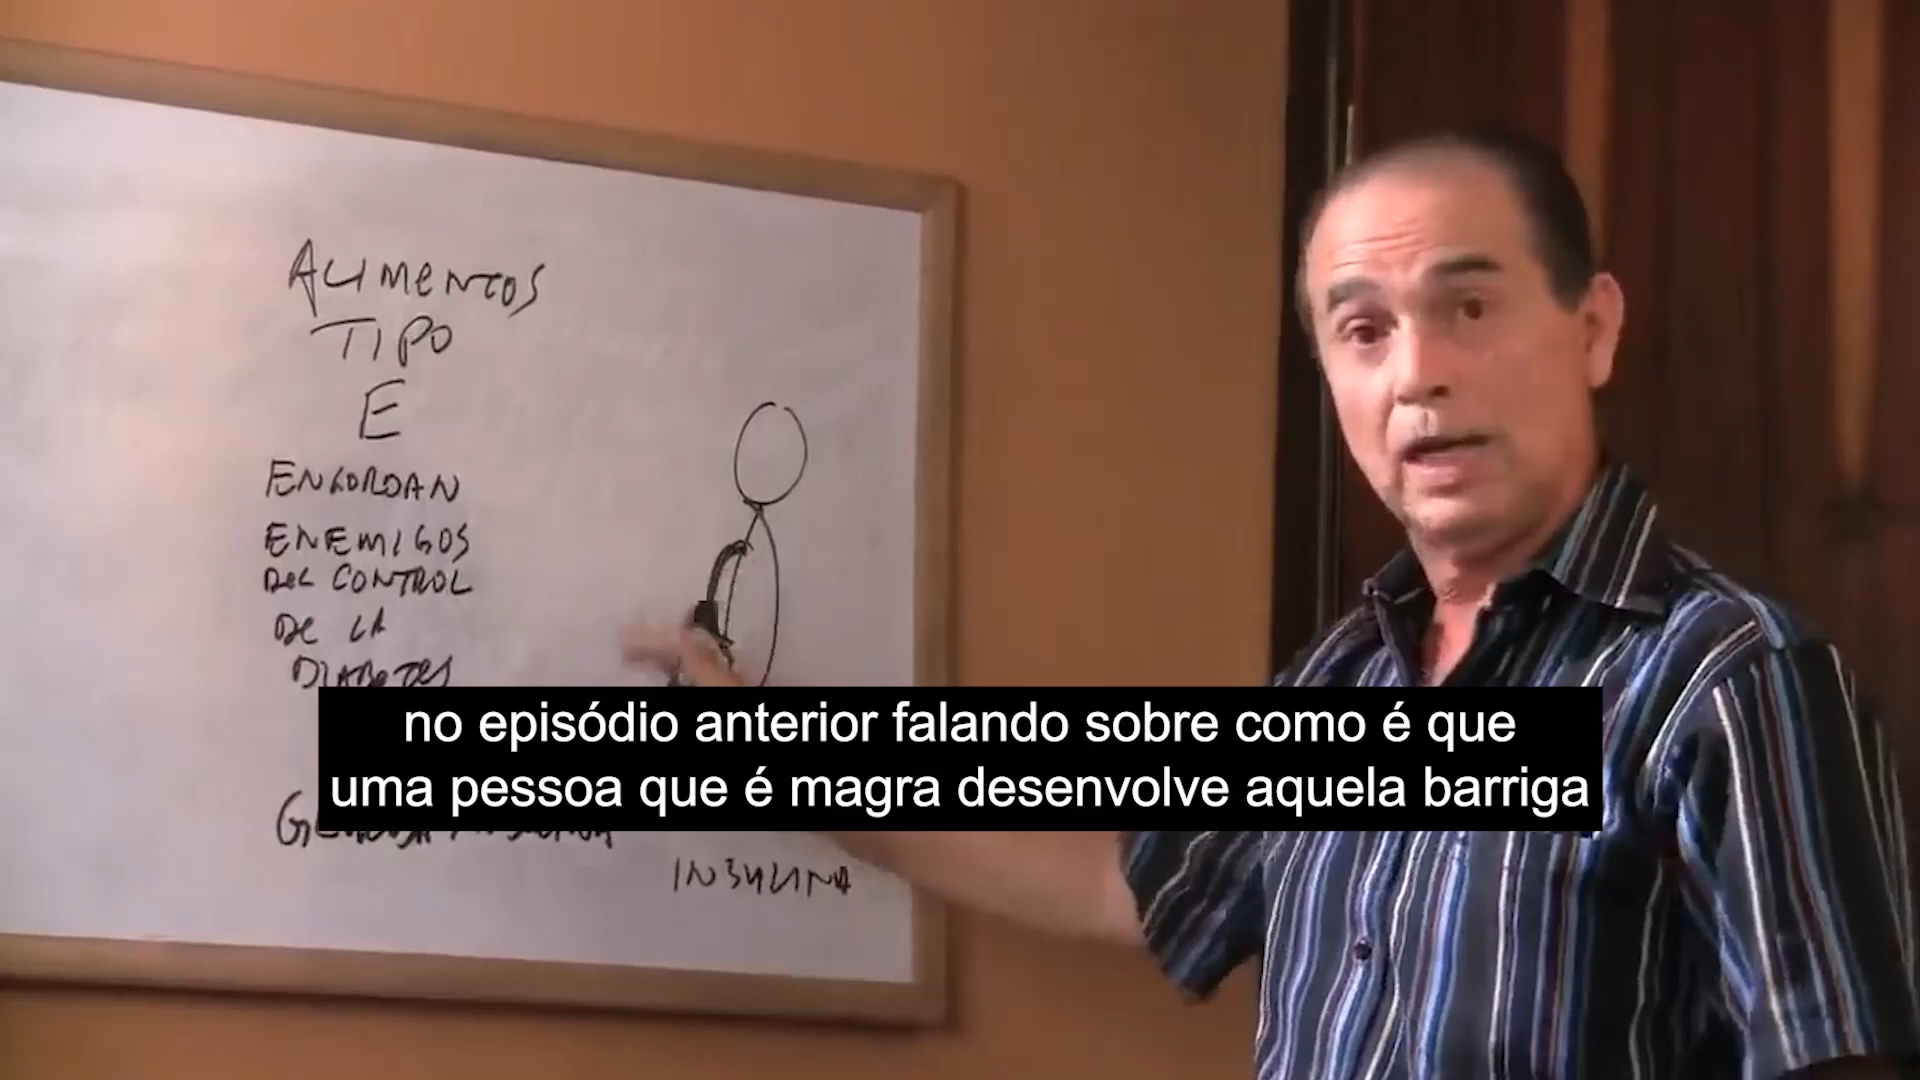 ALIMENTOS
TIPO
E
ENGORDAN
ENEMIGOS
DEL CONTROL
DE LA
DIABETES
no episódio anterior falando sobre como é que
uma pessoa que é magra desenvolve aquela barriga
INSULINA